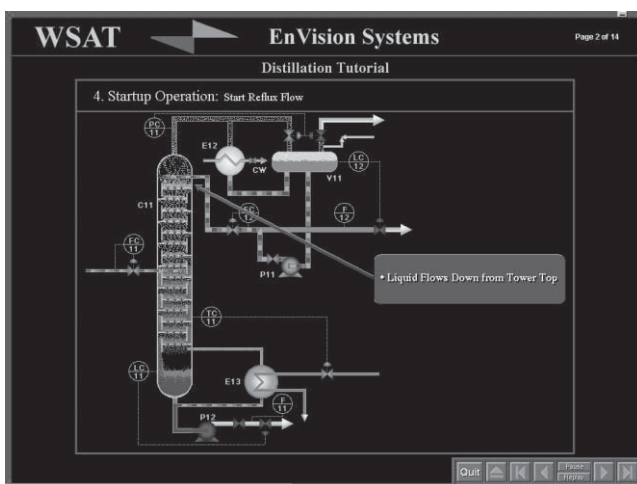 WSAT
EnVision Systems
Page 2 of 14
Distillation Tutorial
4. Startup Operation: Start Reflux Flow
PC
11
E12
CW
LC
12
V11
C11
FC
12
F
12
FC
11
P11
• Liquid Flows Down from Tower Top
TC
11
LC
11
E13
F
11
P12
Quit
Pause
Replay